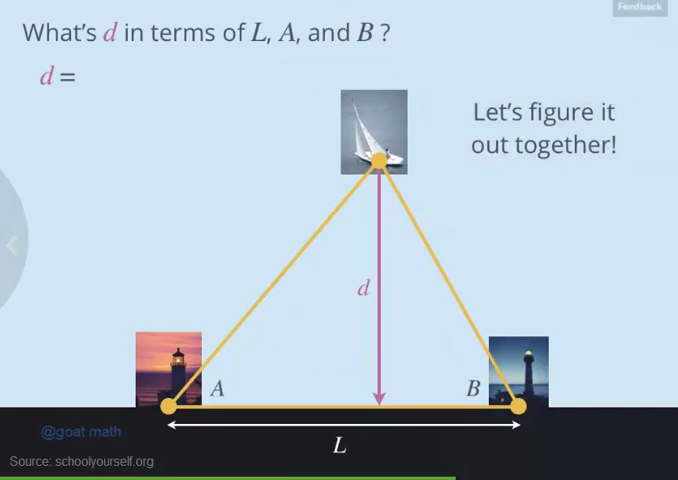 Feedback
What's d in terms of L, A, and B ?
d =
Let's figure it
out together!
d
A
B
@goat math
L
Source: schoolyourself.org